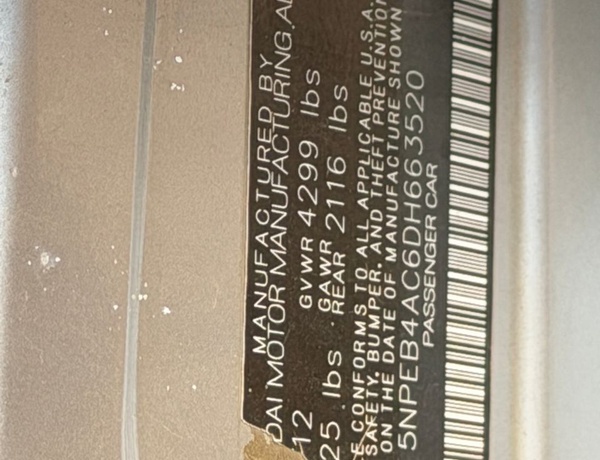 MANUFACTURED BY
DAI MOTOR MANUFACTURING AL
12 GVWR 4299 lbs
GAWR
25 lbs REAR 2116 lbs
E CONFORMS TO ALL APPLICABLE U.S.A.
SAFETY, BUMPER, AND THEFT PREVENTION
ON THE DATE OF MANUFACTURE SHOWN
5NPEB4AC6DH663520
PASSENGER CAR